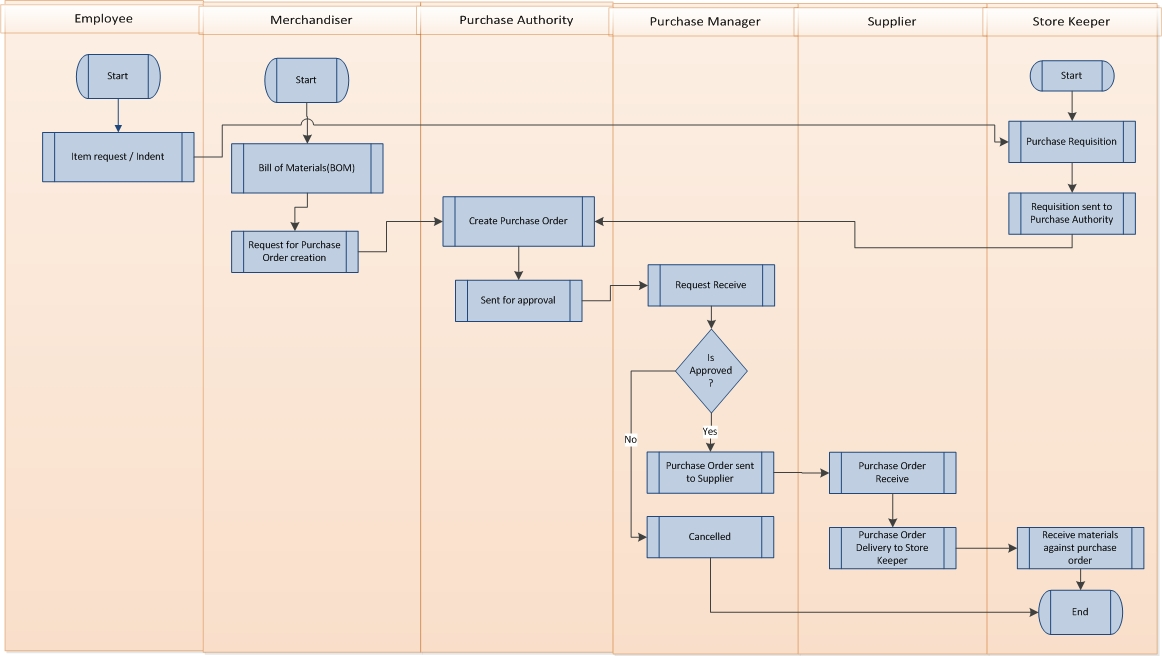 Employee
Merchandiser
Purchase Authority
Purchase Manager
Supplier
Store Keeper
Start
Item request / Indent
Start
Bill of Materials(BOM)
Request for Purchase
Order creation
Create Purchase Order
Sent for approval
Request Receive
Is
Approved
?
No
Yes
Purchase Order sent
to Supplier
Cancelled
Purchase Order
Receive
Purchase Order
Delivery to Store
Keeper
Start
Purchase Requisition
Requisition sent to
Purchase Authority
Receive materials
against purchase
order
End